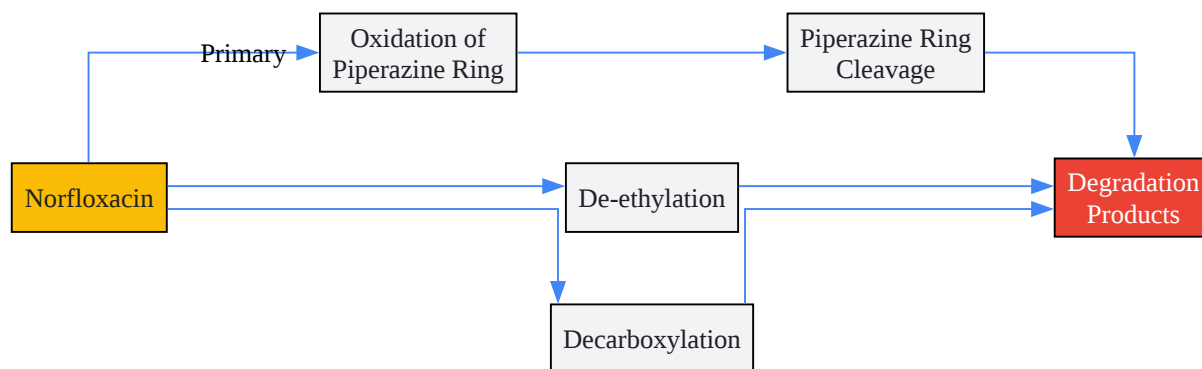 Primary
Oxidation of
Piperazine Ring
Piperazine Ring
Cleavage
Norfloxacin
De-ethylation
Degradation
Products
Decarboxylation